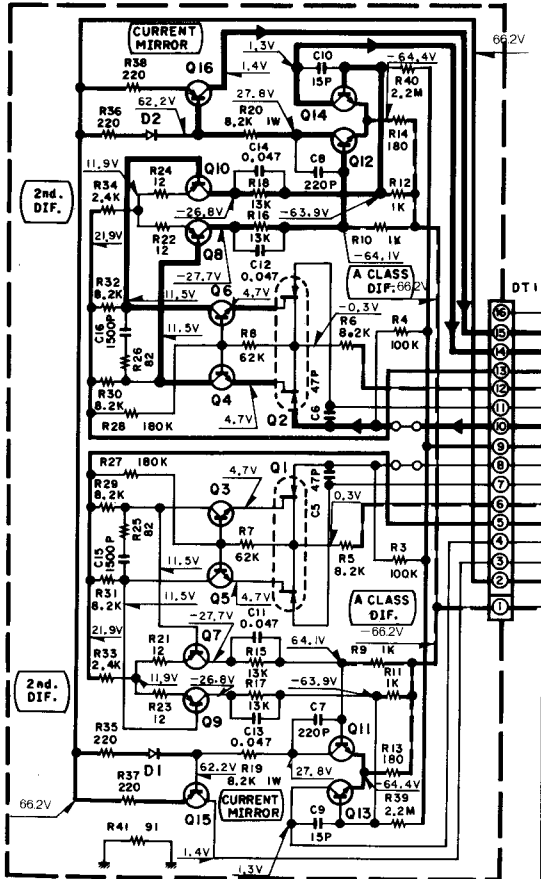 CURRENT
MIRROR
1,3V
C10
15P
-64.4V
66.2V
R38
220
Q16
1.4V
R40
2.2M
Q14
R36
220
D2
62.2V
R20
8.2K 1W
27.8V
Q12
R14
180
C14
0.047
C8
220P
11.9V
R24
12
Q10
R18
13K
R12
1K
2nd.
DIF.
R34
2.4K
-26.8V
R16
13K
-63.9V
R22
12
Q8
R10
1K
21.9V
C12
0.047
-64.1V
-27.7V
A CLASS
DIF.
66.2V
DT1
R32
8.2K
11.5V
Q6
4.7V
-0.3V
16
C16
1500P
11.5V
R8
62K
R6
8.2K
R4
100K
15
14
R26
82
13
R30
8.2K
Q4
47P
12
R28
180K
4.7V
Q2
C6
11
10
9
R27
180K
Q1
47P
8
R29
8.2K
Q3
4.7V
C5
7
R25
82
0.3V
6
C15
1500P
R7
62K
R5
8.2K
R3
100K
5
4
11.5V
3
R31
8.2K
11.5V
Q5
4.7V
2
C11
0.047
A CLASS
DIF.
1
21.9V
-27.7V
Q7
-66.2V
R33
2.4K
R21
12
R15
13K
64.1V
R9
1K
2nd.
DIF.
11.9V
-26.8V
R17
13K
-63.9V
R11
1K
R23
12
Q9
C13
0.047
C7
220P
Q11
R35
220
D1
62.2V
R19
8.2K 1W
27.8V
R13
180
R37
220
Q15
CURRENT
MIRROR
Q13
-64.4V
R39
2.2M
66.2V
C9
15P
R41
91
1.4V
1.3V